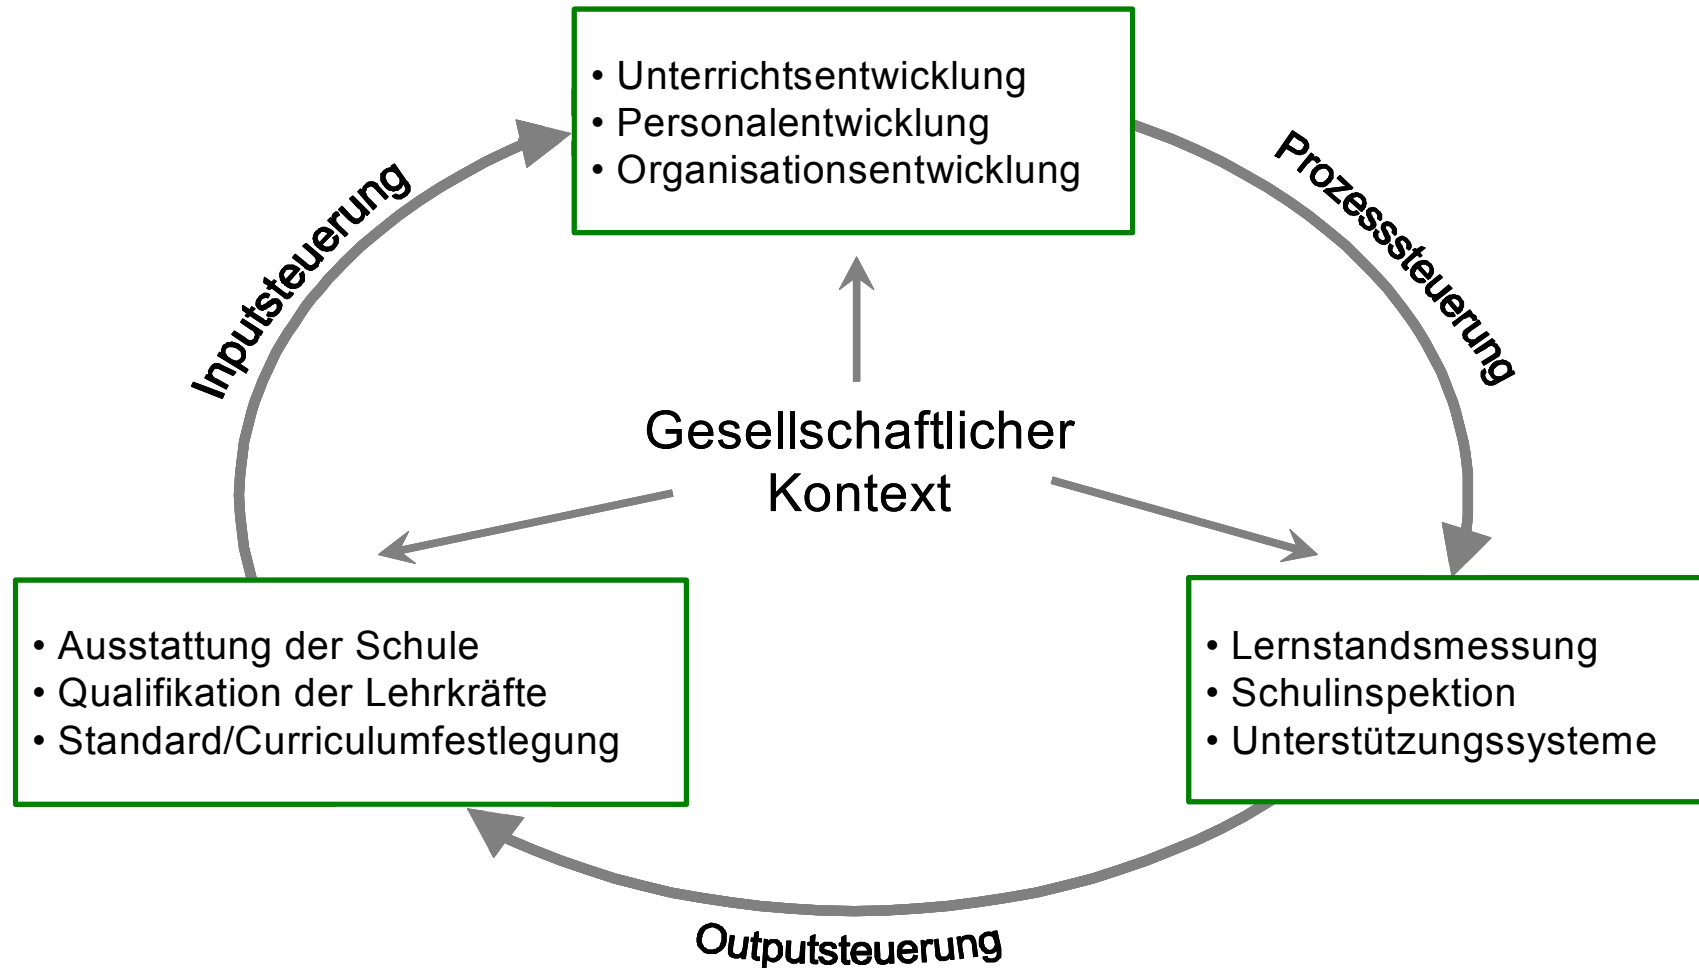 • Unterrichtsentwicklung
• Personalentwicklung
• Organisationsentwicklung
Inputsteuerung
Prozesssteuerung
Gesellschaftlicher
Kontext
• Ausstattung der Schule
• Qualifikation der Lehrkräfte
• Standard/Curriculumfestlegung
• Lernstandsmessung
• Schulinspektion
• Unterstützungssysteme
Outputsteuerung